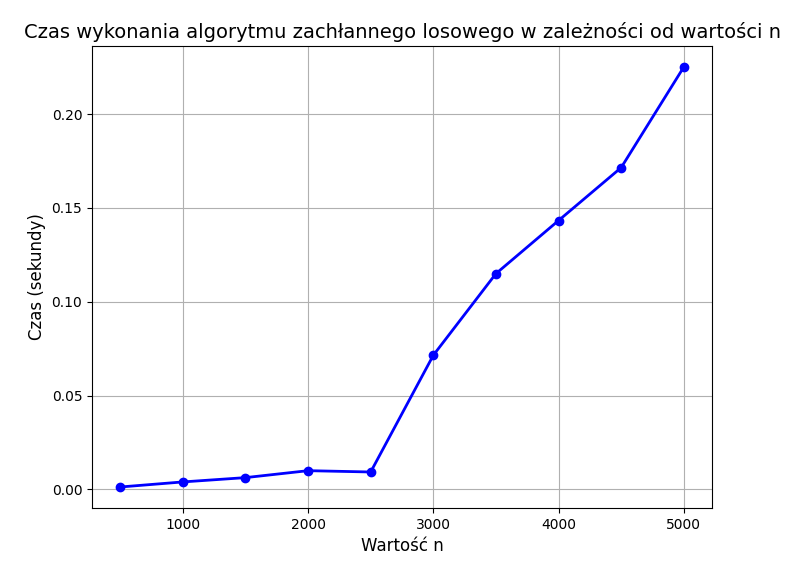 Czas wykonania algorytmu zachłannego losowego w zależności od wartości n
Czas (sekundy)
0.20
0.15
0.10
0.05
0.00
1000 2000 3000 4000 5000
Wartość n